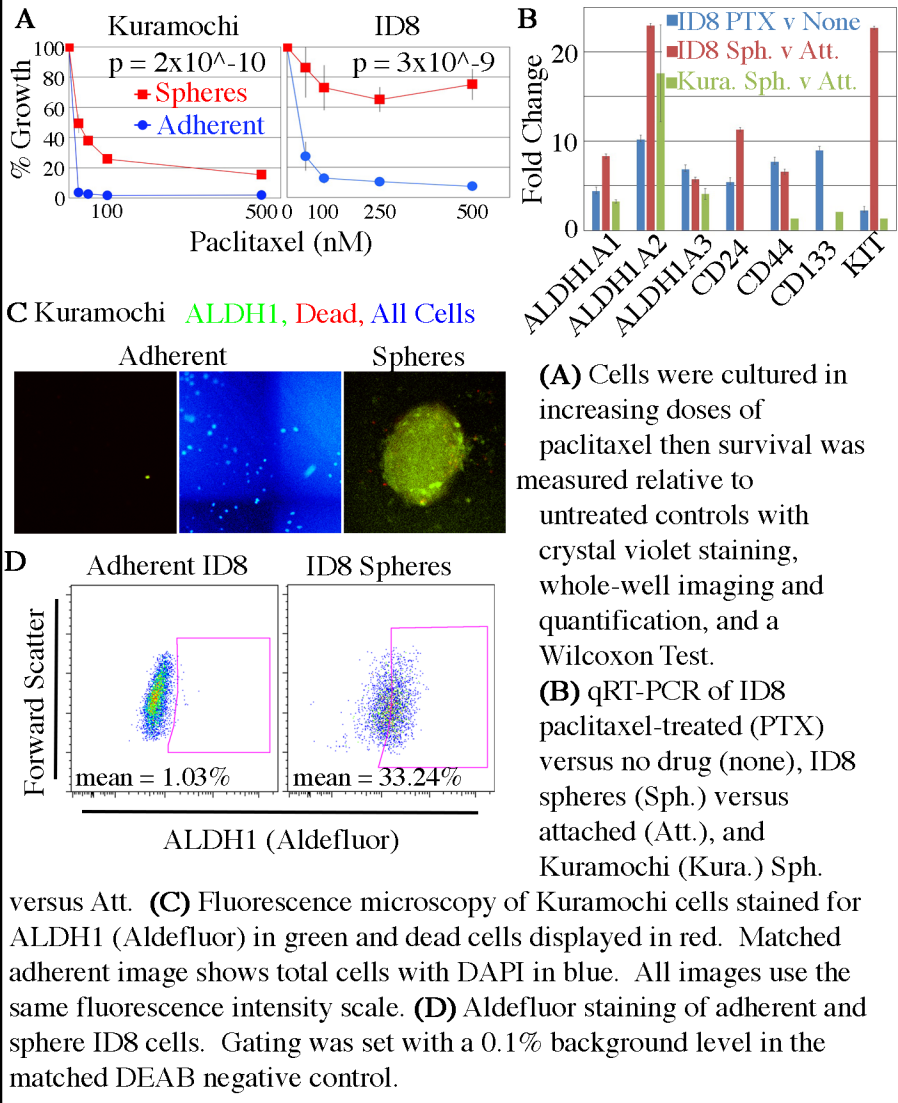 A
Kuramochi
ID8
% Growth
100
80
60
40
20
0
p = 2x10^-10
p = 3x10^-9
Spheres
Adherent
100
500
0
100
250
500
Paclitaxel (nM)
B
ID8 PTX v None
ID8 Sph. v Att.
Kura. Sph. v Att.
Fold Change
20
10
0
ALDH1A1
ALDH1A2
ALDH1A3
CD24
CD44
CD133
KIT
C Kuramochi ALDH1, Dead, All Cells
Adherent
Spheres
D
Adherent ID8
ID8 Spheres
Forward Scatter
mean = 1.03%
mean = 33.24%
ALDH1 (Aldefluor)
(A) Cells were cultured in
increasing doses of
paclitaxel then survival was
measured relative to
untreated controls with
crystal violet staining,
whole-well imaging and
quantification, and a
Wilcoxon Test.
(B) qRT-PCR of ID8
paclitaxel-treated (PTX)
versus no drug (none), ID8
spheres (Sph.) versus
attached (Att.), and
Kuramochi (Kura.) Sph.
versus Att. (C) Fluorescence microscopy of Kuramochi cells stained for
ALDH1 (Aldefluor) in green and dead cells displayed in red. Matched
adherent image shows total cells with DAPI in blue. All images use the
same fluorescence intensity scale. (D) Aldefluor staining of adherent and
sphere ID8 cells. Gating was set with a 0.1% background level in the
matched DEAB negative control.